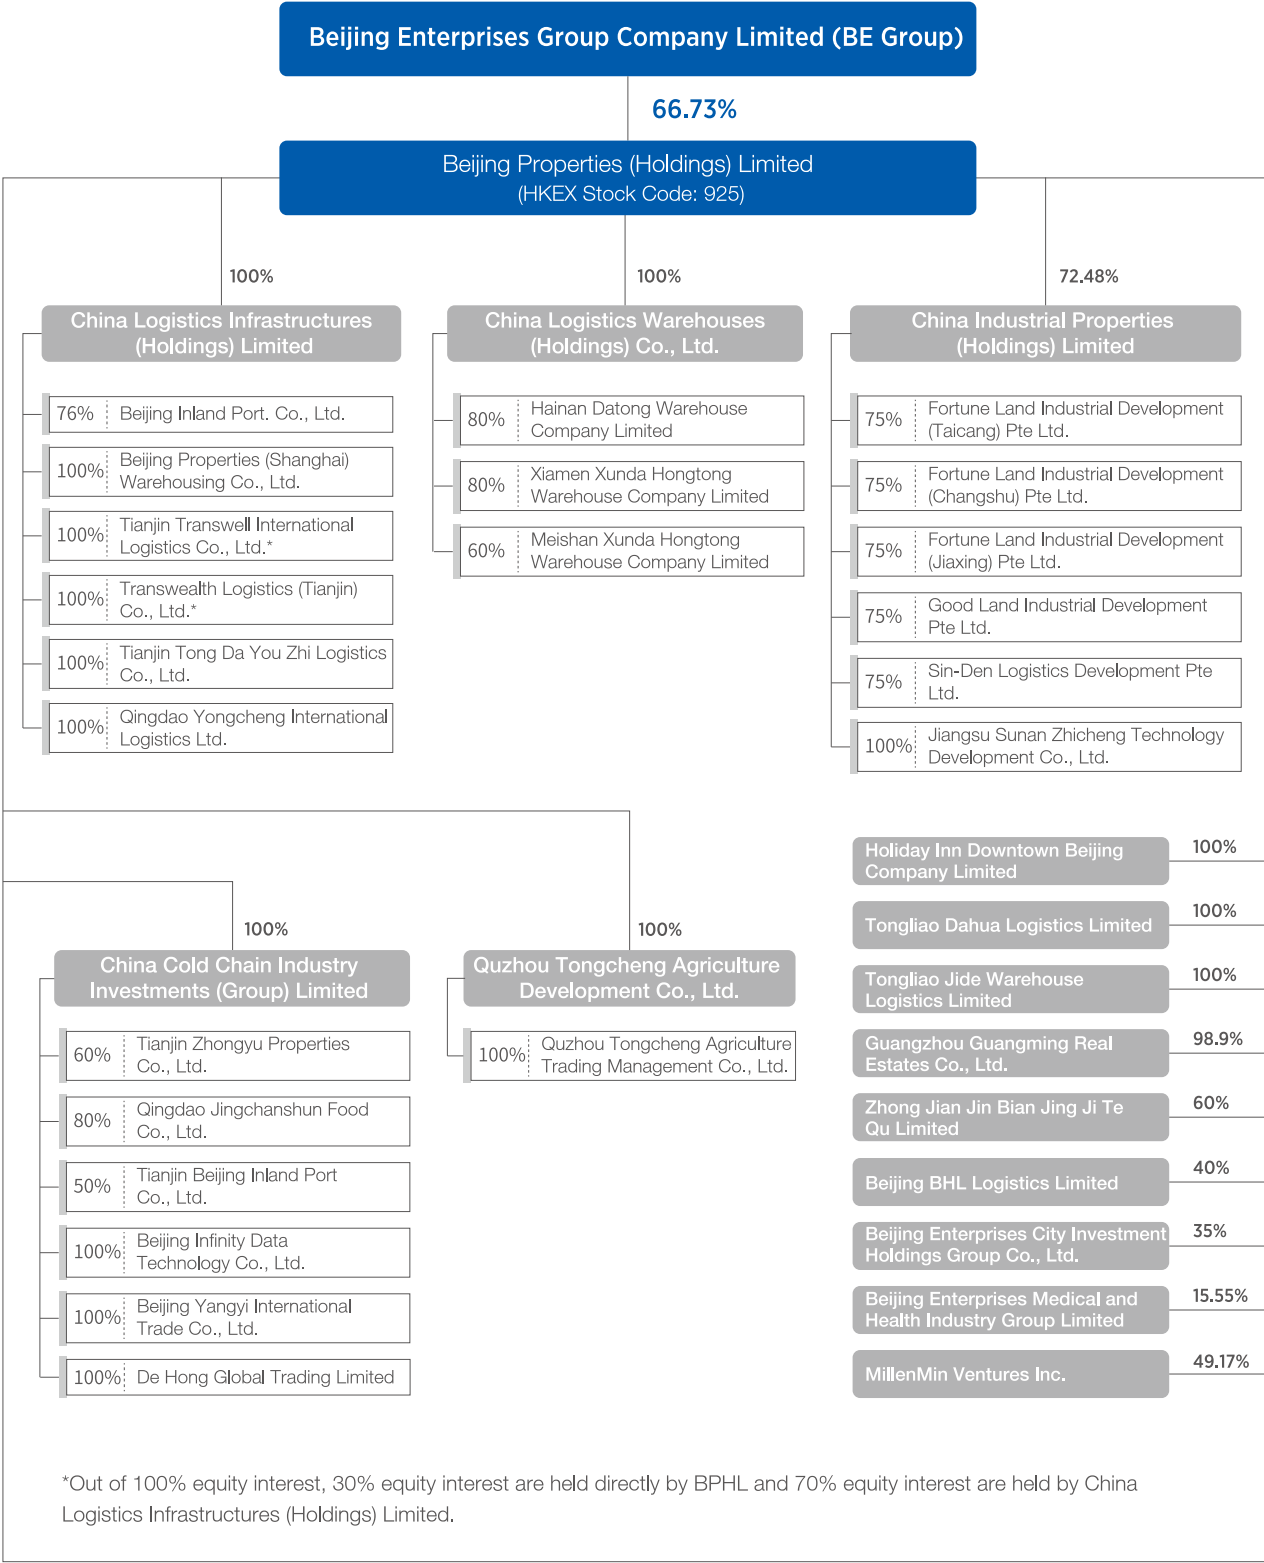 Beijing Enterprises Group Company Limited (BE Group)
66.73%
Beijing Properties (Holdings) Limited
(HKEX Stock Code: 925)
100%
China Logistics Infrastructures
(Holdings) Limited
76%
Beijing Inland Port. Co., Ltd.
100%
Beijing Properties (Shanghai)
Warehousing Co., Ltd.
100%
Tianjin Transwell International
Logistics Co., Ltd.*
100%
Transwealth Logistics (Tianjin)
Co., Ltd.*
100%
Tianjin Tong Da You Zhi Logistics
Co., Ltd.
100%
Qingdao Yongcheng International
Logistics Ltd.
100%
China Logistics Warehouses
(Holdings) Co., Ltd.
80%
Hainan Datong Warehouse
Company Limited
80%
Xiamen Xunda Hongtong
Warehouse Company Limited
60%
Meishan Xunda Hongtong
Warehouse Company Limited
72.48%
China Industrial Properties
(Holdings) Limited
75%
Fortune Land Industrial Development
(Taicang) Pte Ltd.
75%
Fortune Land Industrial Development
(Changshu) Pte Ltd.
75%
Fortune Land Industrial Development
(Jiaxing) Pte Ltd.
75%
Good Land Industrial Development
Pte Ltd.
75%
Sin-Den Logistics Development Pte
Ltd.
100%
Jiangsu Sunan Zhicheng Technology
Development Co., Ltd.
100%
China Cold Chain Industry
Investments (Group) Limited
60%
Tianjin Zhongyu Properties
Co., Ltd.
80%
Qingdao Jingchanshun Food
Co., Ltd.
50%
Tianjin Beijing Inland Port
Co., Ltd.
100%
Beijing Infinity Data
Technology Co., Ltd.
100%
Beijing Yangyi International
Trade Co., Ltd.
100%
De Hong Global Trading Limited
100%
Quzhou Tongcheng Agriculture
Development Co., Ltd.
100%
Quzhou Tongcheng Agriculture
Trading Management Co., Ltd.
Holiday Inn Downtown Beijing
Company Limited
100%
Tongliao Dahua Logistics Limited
100%
Tongliao Jide Warehouse
Logistics Limited
100%
Guangzhou Guangming Real
Estates Co., Ltd.
98.9%
Zhong Jian Jin Bian Jing Ji Te
Qu Limited
60%
Beijing BHL Logistics Limited
40%
Beijing Enterprises City Investment
Holdings Group Co., Ltd.
35%
Beijing Enterprises Medical and
Health Industry Group Limited
15.55%
MillenMin Ventures Inc.
49.17%
*Out of 100% equity interest, 30% equity interest are held directly by BPHL and 70% equity interest are held by China
Logistics Infrastructures (Holdings) Limited.